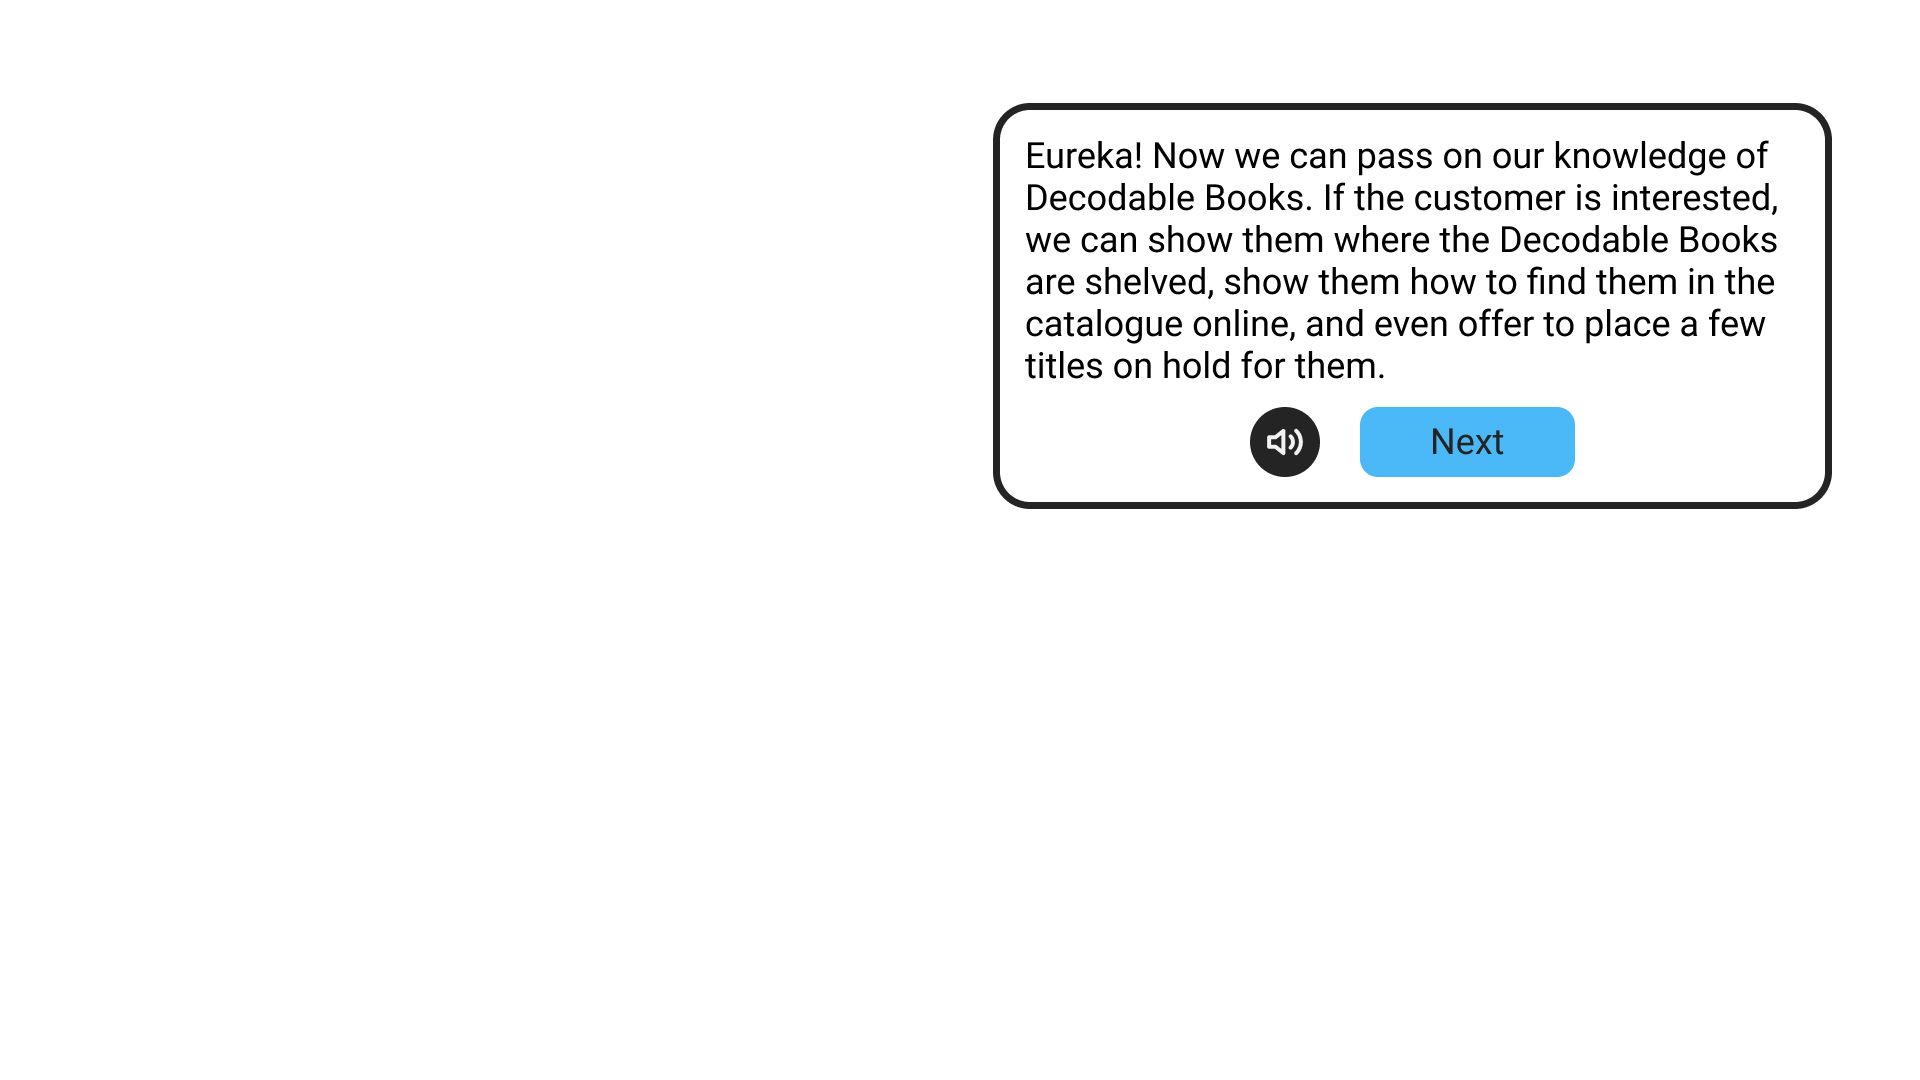 Eureka! Now we can pass on our knowledge of
Decodable Books. If the customer is interested,
we can show them where the Decodable Books
are shelved, show them how to find them in the
catalogue online, and even offer to place a few
titles on hold for them.
Next